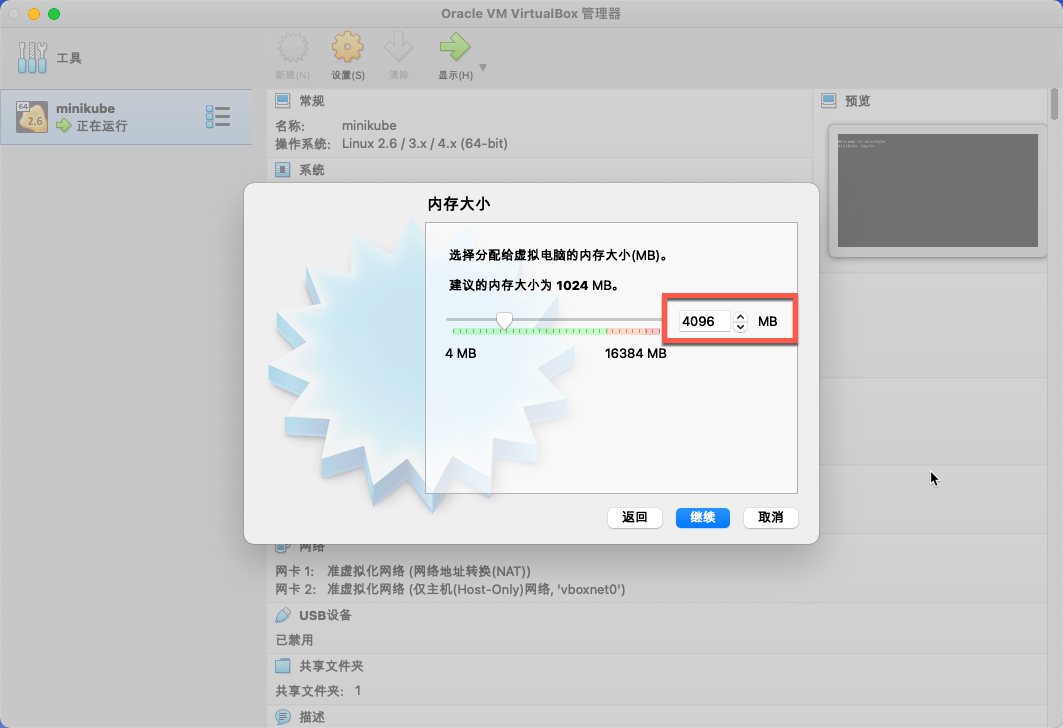 Oracle VM VirtualBox 管理器
工具
新建(N)
设置(S)
清除
显示(H)
64
2.6
minikube
正在运行
常规
名称: minikube
操作系统: Linux 2.6 / 3.x / 4.x (64-bit)
系统
预览
Welcome to minikube
minikube login:
内存大小
选择分配给虚拟电脑的内存大小(MB)。
建议的内存大小为 1024 MB。
4096 MB
4 MB 16384 MB
返回 继续 取消
网络
网卡 1: 准虚拟化网络 (网络地址转换(NAT))
网卡 2: 准虚拟化网络 (仅主机(Host-Only)网络, 'vboxnet0')
USB设备
已禁用
共享文件夹
共享文件夹: 1
描述